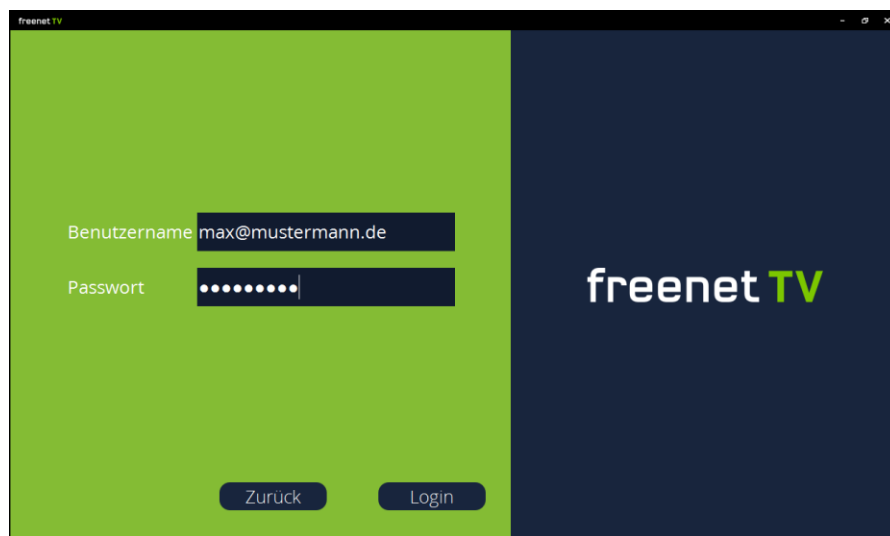 freenet TV
Benutzername max@mustermann.de
Passwort •••••••••
freenet TV
Zurück Login